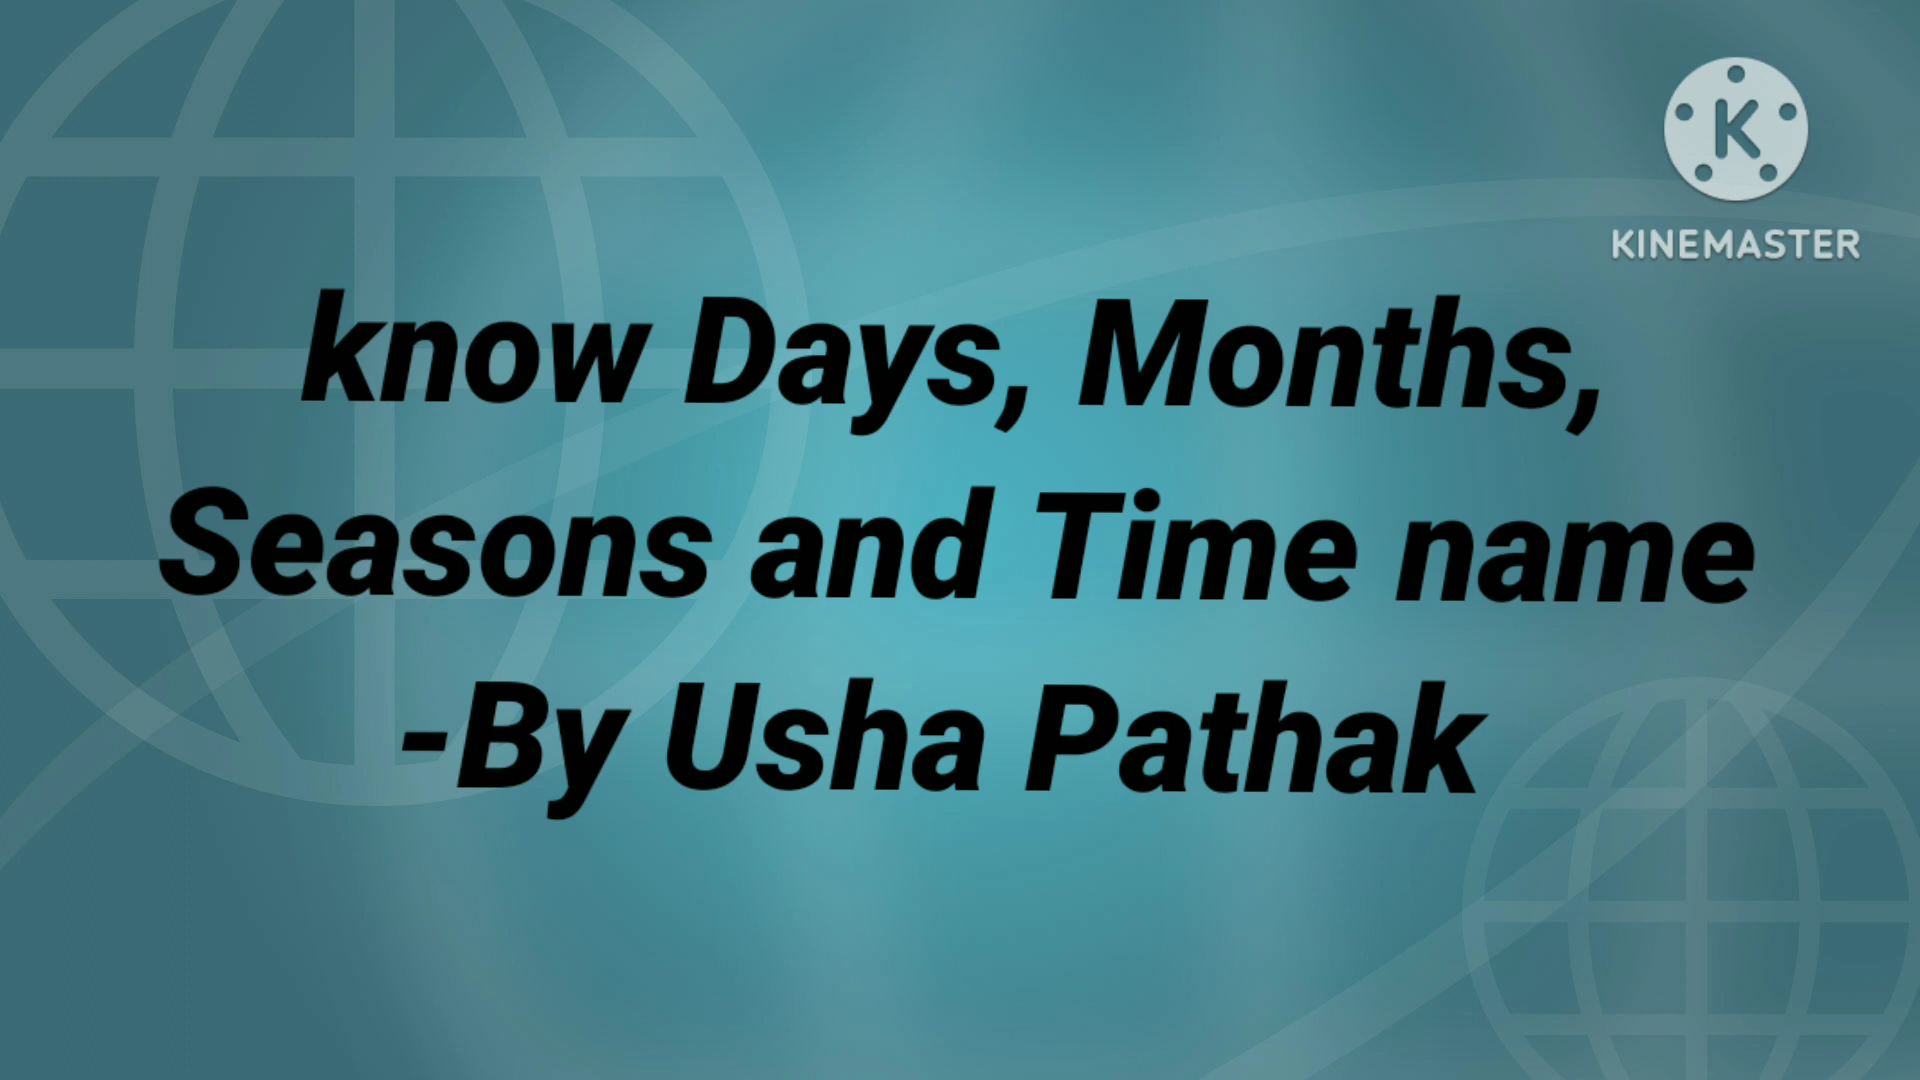 K
KINEMASTER
know Days, Months,
Seasons and Time name
-By Usha Pathak